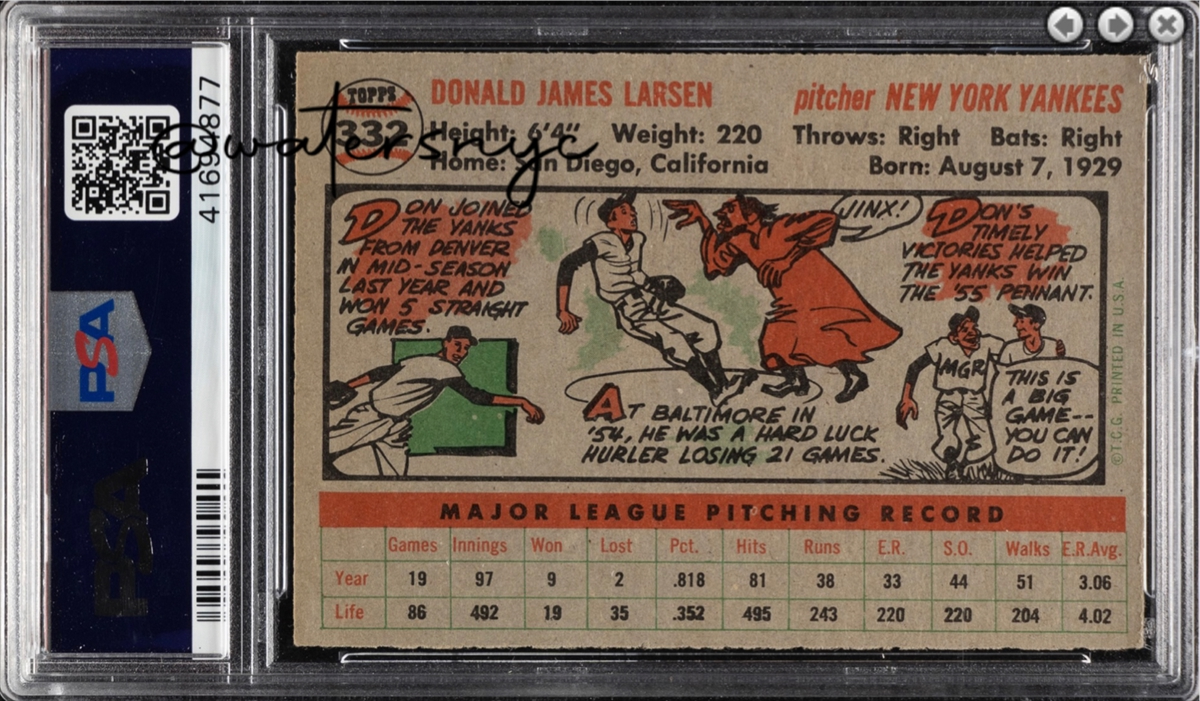 @watersnyc
41694877
PSA
PSA
TOPPS
332
DONALD JAMES LARSEN
pitcher NEW YORK YANKEES
Height: 6'4" Weight: 220 Throws: Right Bats: Right
Home: San Diego, California Born: August 7, 1929
DON JOINED
THE YANKS
FROM DENVER
IN MID-SEASON
LAST YEAR AND
WON 5 STRAIGHT
GAMES.
JINX!
AT BALTIMORE IN
'54, HE WAS A HARD LUCK
HURLER LOSING 21 GAMES.
DON'S
TIMELY
VICTORIES HELPED
THE YANKS WIN
THE '55 PENNANT.
MGR
THIS IS
A BIG
GAME--
YOU CAN
DO IT!
©T.C.G. PRINTED IN U.S.A.
MAJOR LEAGUE PITCHING RECORD
Games Innings Won Lost Pct. Hits Runs E.R. S.O. Walks E.R.Avg.
Year 19 97 9 2 .818 81 38 33 44 51 3.06
Life 86 492 19 35 .352 495 243 220 220 204 4.02